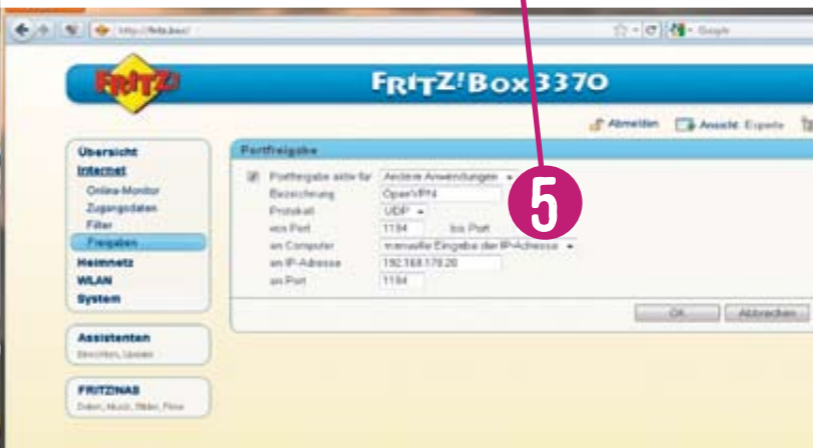 http://fritz.box/
Google
FRITZ!
FRITZ!Box 3370
Abmelden Ansicht: Experte
Übersicht
Internet
Online-Monitor
Zugangsdaten
Filter
Freigaben
Heimnetz
WLAN
System
Assistenten
Einrichten, Update
FRITZ!NAS
Daten, Musik, Bilder, Filme
Portfreigabe
Portfreigabe aktiv für Andere Anwendungen
Bezeichnung OpenVPN
Protokoll UDP
von Port 1194 bis Port
an Computer manuelle Eingabe der IP-Adresse
an IP-Adresse 192.168.178.20
an Port 1194
OK Abbrechen
5